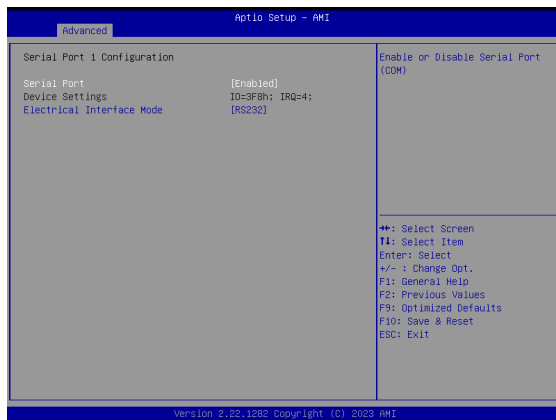 Aptio Setup – AMI
Advanced
Serial Port 1 Configuration
Serial Port [Enabled]
Device Settings IO=3F8h; IRQ=4;
Electrical Interface Mode [RS232]
Enable or Disable Serial Port
(COM)
→←: Select Screen
↑↓: Select Item
Enter: Select
+/- : Change Opt.
F1: General Help
F2: Previous Values
F9: Optimized Defaults
F10: Save & Reset
ESC: Exit
Version 2.22.1282 Copyright (C) 2023 AMI